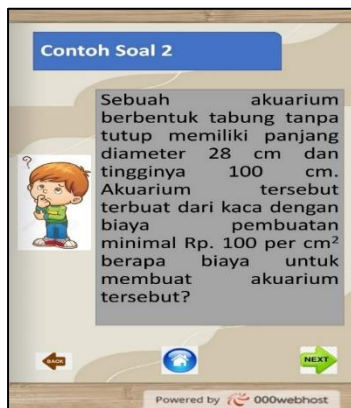 Contoh Soal 2
Sebuah akuarium
berbentuk tabung tanpa
tutup memiliki panjang
diameter 28 cm dan
tingginya 100 cm.
Akuarium tersebut
terbuat dari kaca dengan
biaya pembuatan
minimal Rp. 100 per cm²
berapa biaya untuk
membuat akuarium
tersebut?
?
BACK
NEXT
Powered by 000webhost